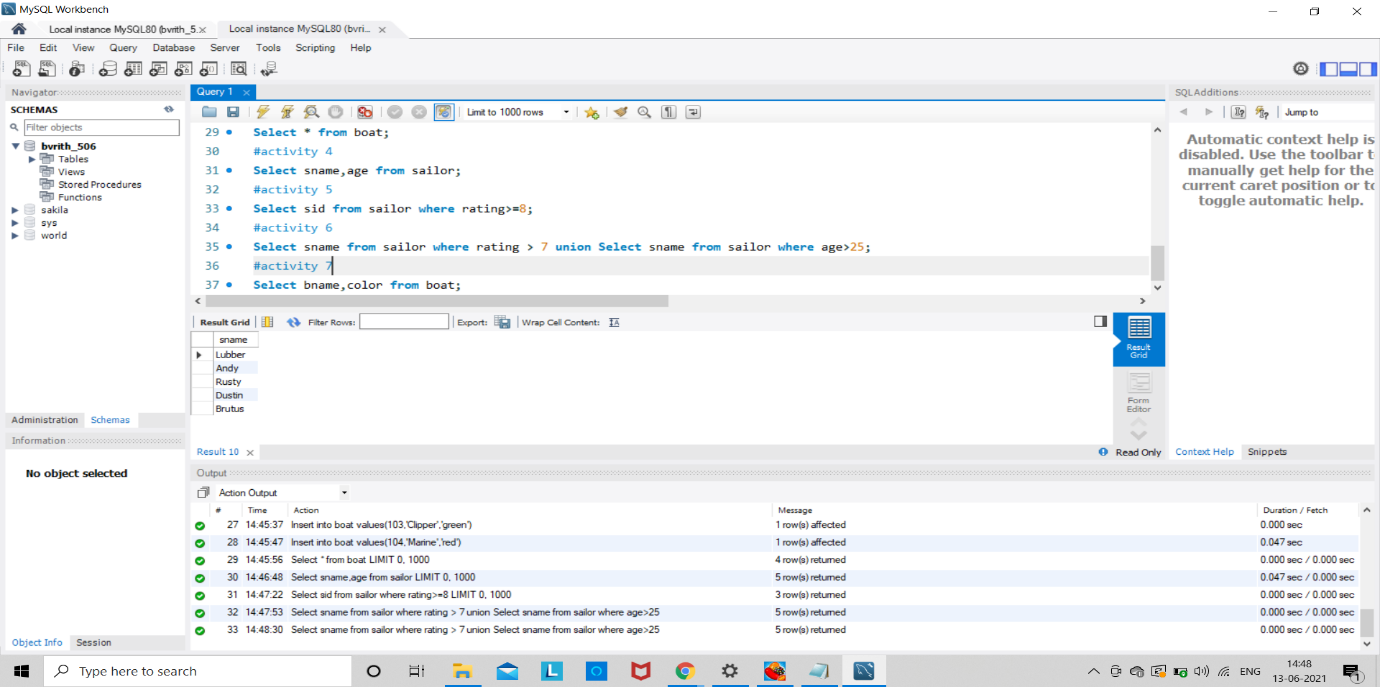 MySQL Workbench
Local instance MySQL80 (bvrith_5... × Local instance MySQL80 (bvri... ×
File Edit View Query Database Server Tools Scripting Help
Navigator
SCHEMAS
Filter objects
bvrith_506
Tables
Views
Stored Procedures
Functions
sakila
sys
world
Administration Schemas
Information
No object selected
Object Info Session
Query 1 ×
Limit to 1000 rows
29 Select * from boat;
30 #activity 4
31 Select sname,age from sailor;
32 #activity 5
33 Select sid from sailor where rating>=8;
34 #activity 6
35 Select sname from sailor where rating > 7 union Select sname from sailor where age>25;
36 #activity 7
37 Select bname,color from boat;
Result Grid Filter Rows: Export: Wrap Cell Content:
sname
Lubber
Andy
Rusty
Dustin
Brutus
Result Grid
Form Editor
Result 10 × Read Only
SQLAdditions
Jump to
Automatic context help is
disabled. Use the toolbar t
manually get help for the
current caret position or to
toggle automatic help.
Context Help Snippets
Output
Action Output
# Time Action Message Duration / Fetch
27 14:45:37 Insert into boat values(103,'Clipper','green') 1 row(s) affected 0.000 sec
28 14:45:47 Insert into boat values(104,'Marine','red') 1 row(s) affected 0.047 sec
29 14:45:56 Select * from boat LIMIT 0, 1000 4 row(s) returned 0.000 sec / 0.000 sec
30 14:46:48 Select sname,age from sailor LIMIT 0, 1000 5 row(s) returned 0.047 sec / 0.000 sec
31 14:47:22 Select sid from sailor where rating>=8 LIMIT 0, 1000 3 row(s) returned 0.000 sec / 0.000 sec
32 14:47:53 Select sname from sailor where rating > 7 union Select sname from sailor where age>25 5 row(s) returned 0.000 sec / 0.000 sec
33 14:48:30 Select sname from sailor where rating > 7 union Select sname from sailor where age>25 5 row(s) returned 0.000 sec / 0.000 sec
Type here to search
ENG
14:48
13-06-2021
1